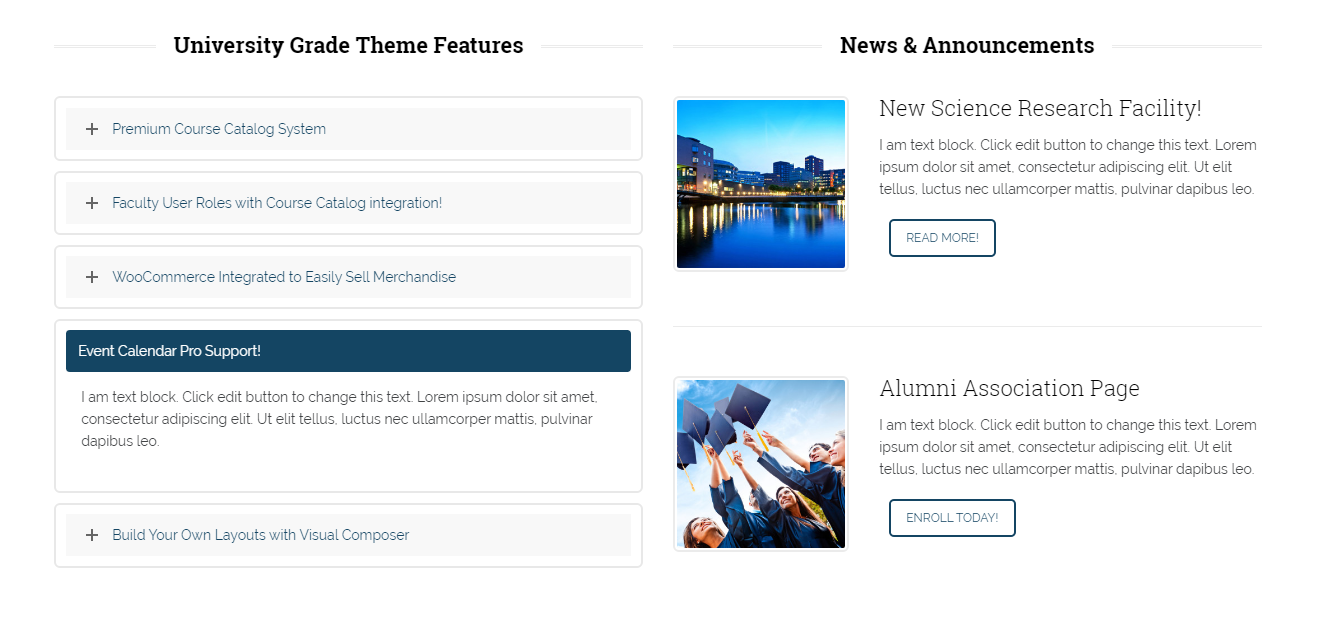 University Grade Theme Features
Premium Course Catalog System
Faculty User Roles with Course Catalog integration!
WooCommerce Integrated to Easily Sell Merchandise
Event Calendar Pro Support!
I am text block. Click edit button to change this text. Lorem ipsum dolor sit amet,
consectetur adipiscing elit. Ut elit tellus, luctus nec ullamcorper mattis, pulvinar
dapibus leo.
Build Your Own Layouts with Visual Composer
News & Announcements
New Science Research Facility!
I am text block. Click edit button to change this text. Lorem
ipsum dolor sit amet, consectetur adipiscing elit. Ut elit
tellus, luctus nec ullamcorper mattis, pulvinar dapibus leo.
READ MORE!
Alumni Association Page
I am text block. Click edit button to change this text. Lorem
ipsum dolor sit amet, consectetur adipiscing elit. Ut elit
tellus, luctus nec ullamcorper mattis, pulvinar dapibus leo.
ENROLL TODAY!